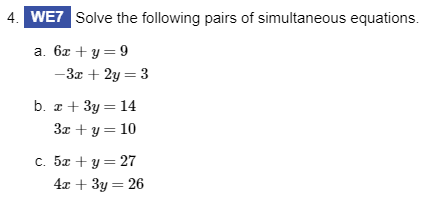 4. WE7 Solve the following pairs of simultaneous equations.
a. 6x + y = 9
−3x + 2y = 3
b. x + 3y = 14
3x + y = 10
c. 5x + y = 27
4x + 3y = 26